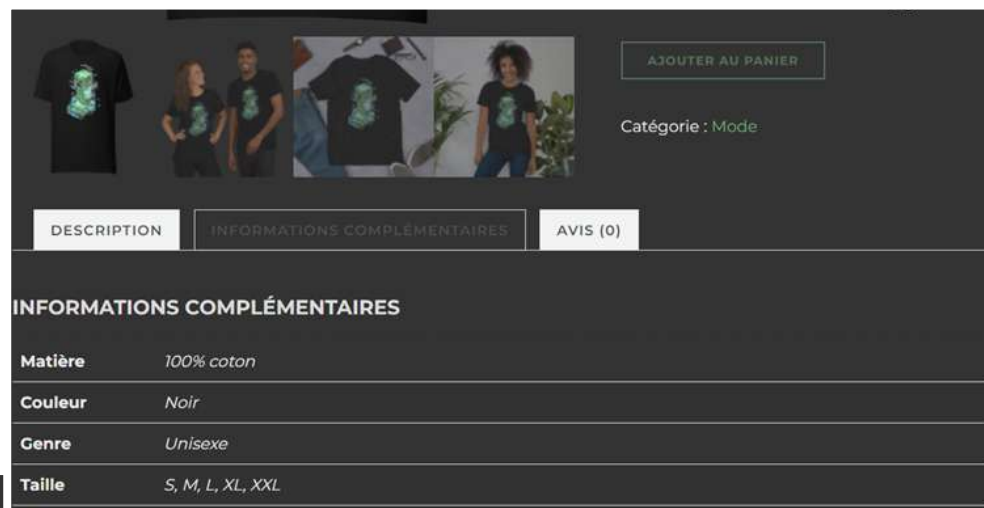 AJOUTER AU PANIER
Catégorie : Mode
DESCRIPTION INFORMATIONS COMPLÉMENTAIRES AVIS (0)
INFORMATIONS COMPLÉMENTAIRES
Matière 100% coton
Couleur Noir
Genre Unisexe
Taille S, M, L, XL, XXL